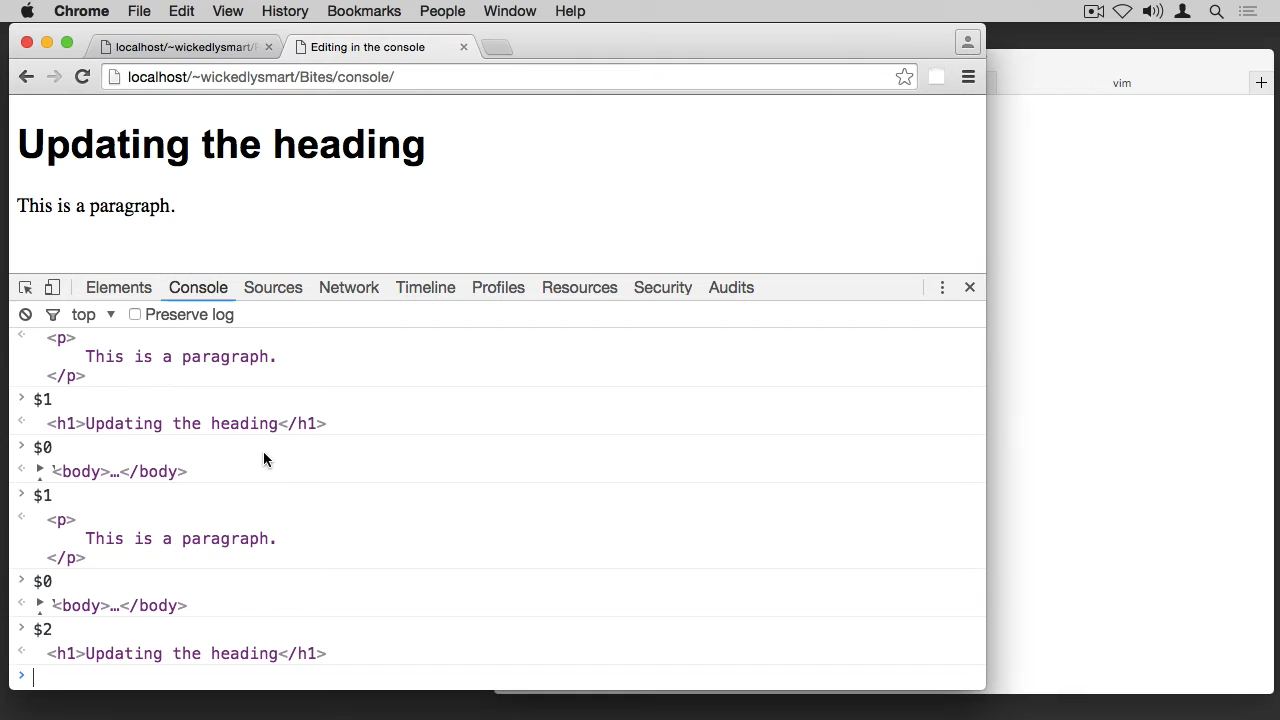 Chrome File Edit View History Bookmarks People Window Help
localhost/~wickedlysmart/ Editing in the console
localhost/~wickedlysmart/Bites/console/
vim
Updating the heading
This is a paragraph.
Elements Console Sources Network Timeline Profiles Resources Security Audits
top Preserve log
<p>
This is a paragraph.
</p>
$1
<h1>Updating the heading</h1>
$0
<body>…</body>
$1
<p>
This is a paragraph.
</p>
$0
<body>…</body>
$2
<h1>Updating the heading</h1>